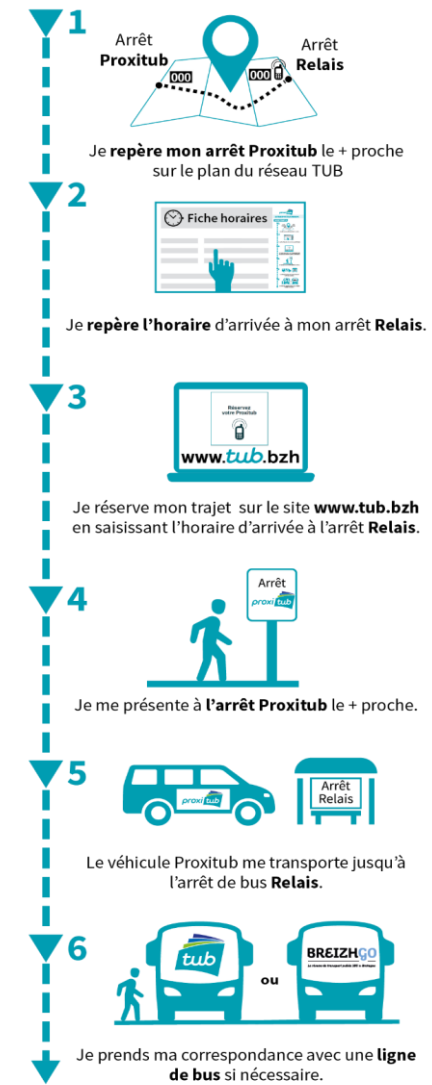 1
Arrêt
Proxitub
Arrêt
Relais
000
000
Je repère mon arrêt Proxitub le + proche
sur le plan du réseau TUB
2
Fiche horaires
Je repère l’horaire d’arrivée à mon arrêt Relais.
3
Réservez
votre Proxitub
www.tub.bzh
Je réserve mon trajet sur le site www.tub.bzh
en saisissant l’horaire d’arrivée à l’arrêt Relais.
4
Arrêt
proxitub
Je me présente à l’arrêt Proxitub le + proche.
5
proxitub
Arrêt
Relais
Le véhicule Proxitub me transporte jusqu’à
l’arrêt de bus Relais.
6
tub
ou
BREIZHGO
Je prends ma correspondance avec une ligne
de bus si nécessaire.